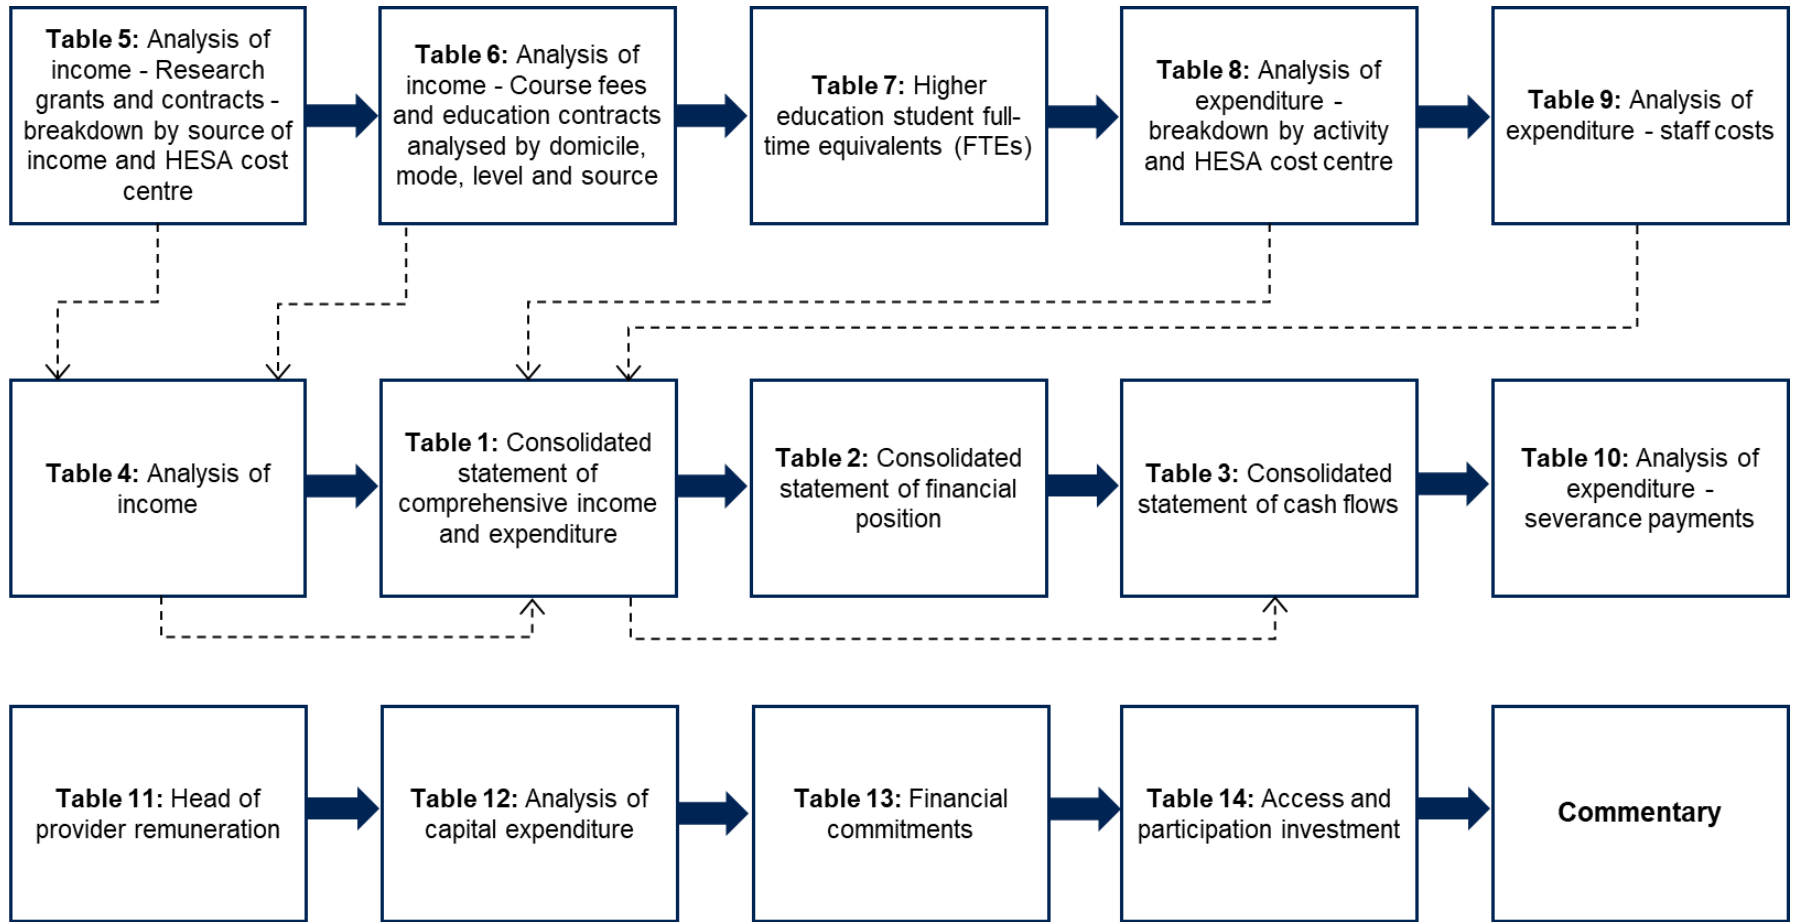 Table 5: Analysis of
income - Research
grants and contracts -
breakdown by source of
income and HESA cost
centre
Table 6: Analysis of
income - Course fees
and education contracts
analysed by domicile,
mode, level and source
Table 7: Higher
education student full-
time equivalents (FTEs)
Table 8: Analysis of
expenditure -
breakdown by activity
and HESA cost centre
Table 9: Analysis of
expenditure - staff costs
Table 4: Analysis of
income
Table 1: Consolidated
statement of
comprehensive income
and expenditure
Table 2: Consolidated
statement of financial
position
Table 3: Consolidated
statement of cash flows
Table 10: Analysis of
expenditure -
severance payments
Table 11: Head of
provider remuneration
Table 12: Analysis of
capital expenditure
Table 13: Financial
commitments
Table 14: Access and
participation investment
Commentary